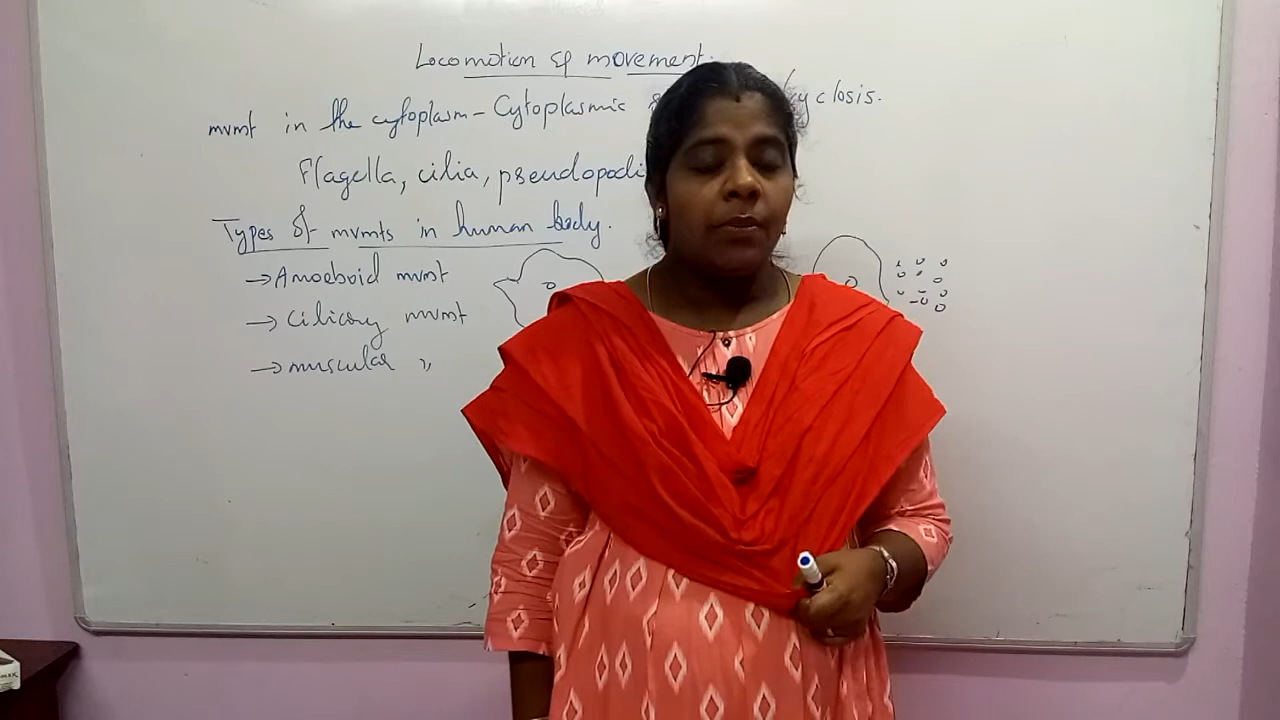 Locomotion & movement.
mvmt in the cytoplasm - Cytoplasmic yclosis.
Flagella, cilia, pseudopodi
Types of mvmts in human body.
→ Amoeboid mvmt
→ Ciliary mvmt
→ muscular ,,